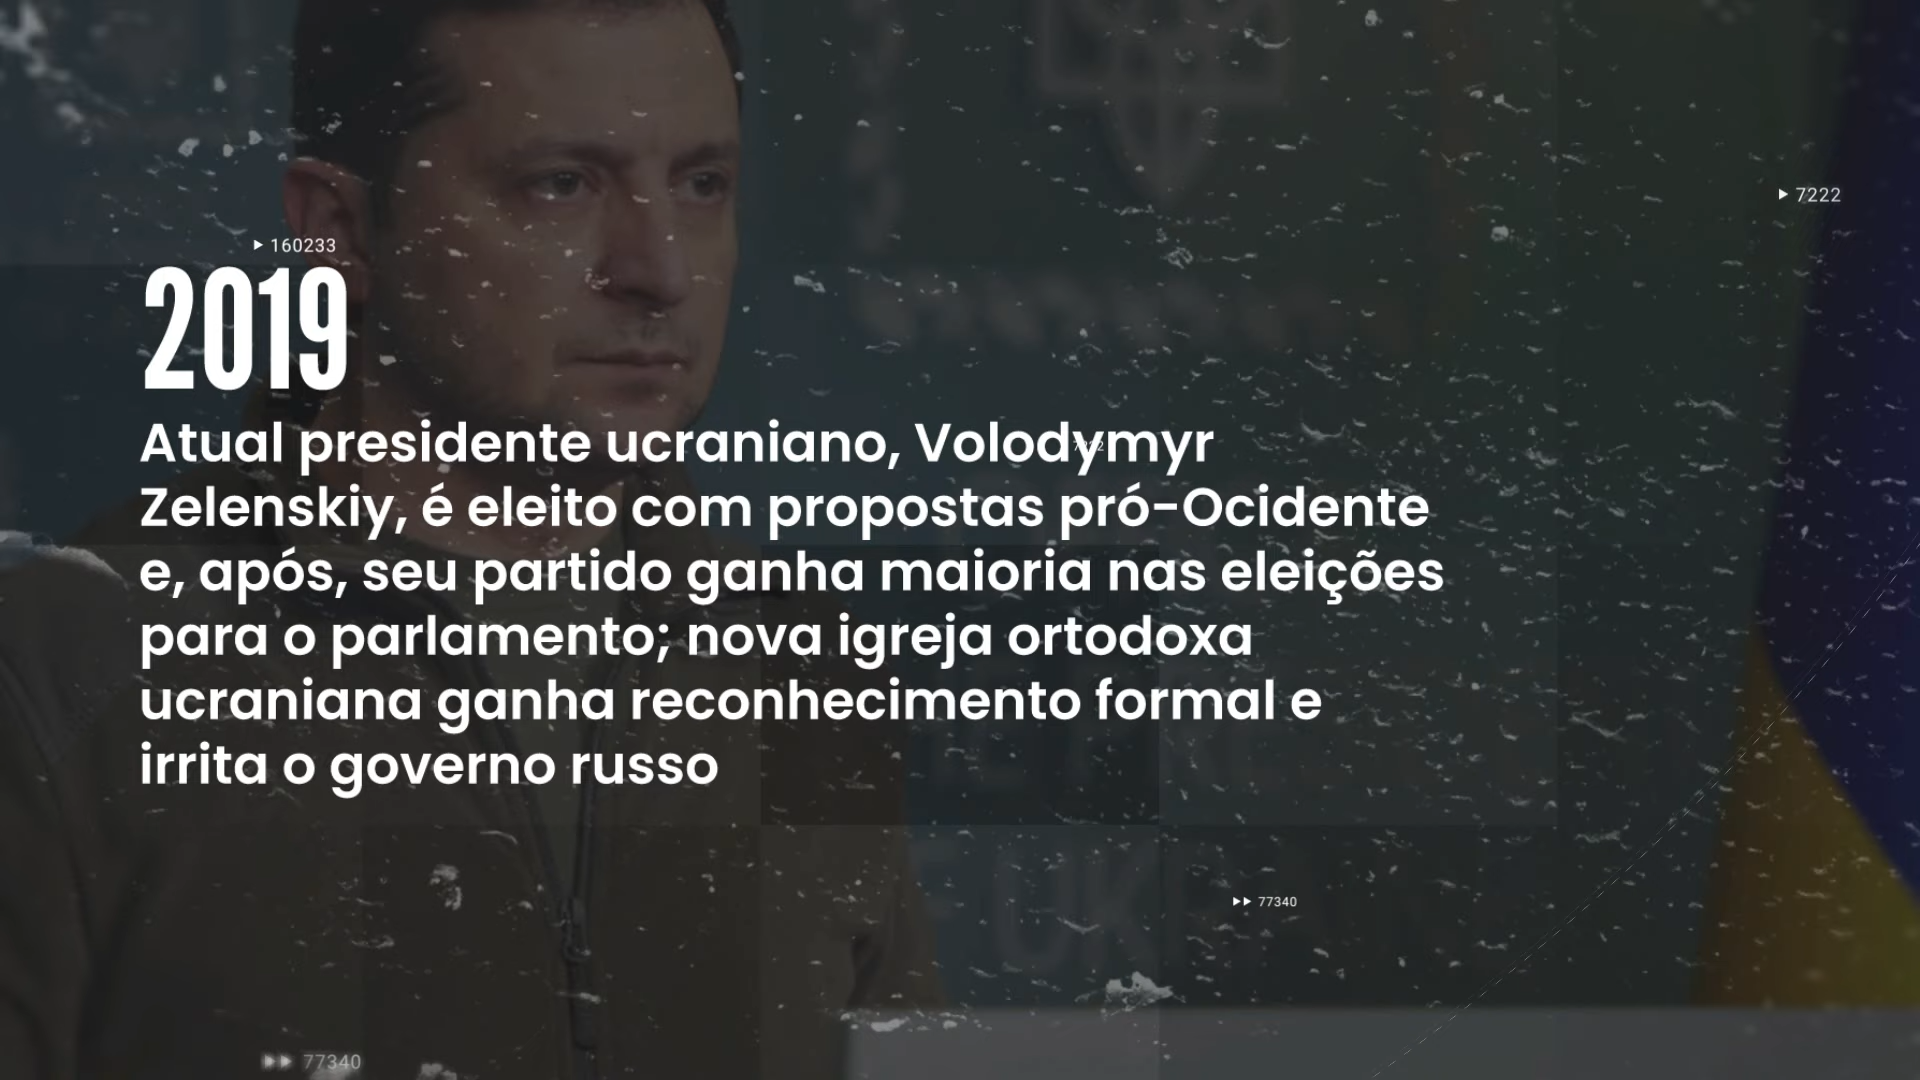 7222
160233
2019
Atual presidente ucraniano, Volodymyr
Zelenskiy, é eleito com propostas pró-Ocidente
e, após, seu partido ganha maioria nas eleições
para o parlamento; nova igreja ortodoxa
ucraniana ganha reconhecimento formal e
irrita o governo russo
77340
77340